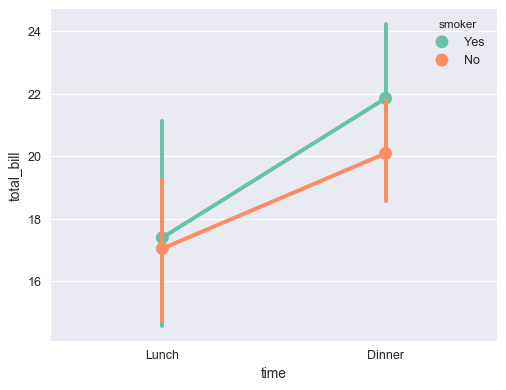 smoker
Yes
No
24
22
20
18
16
total_bill
Lunch
Dinner
time